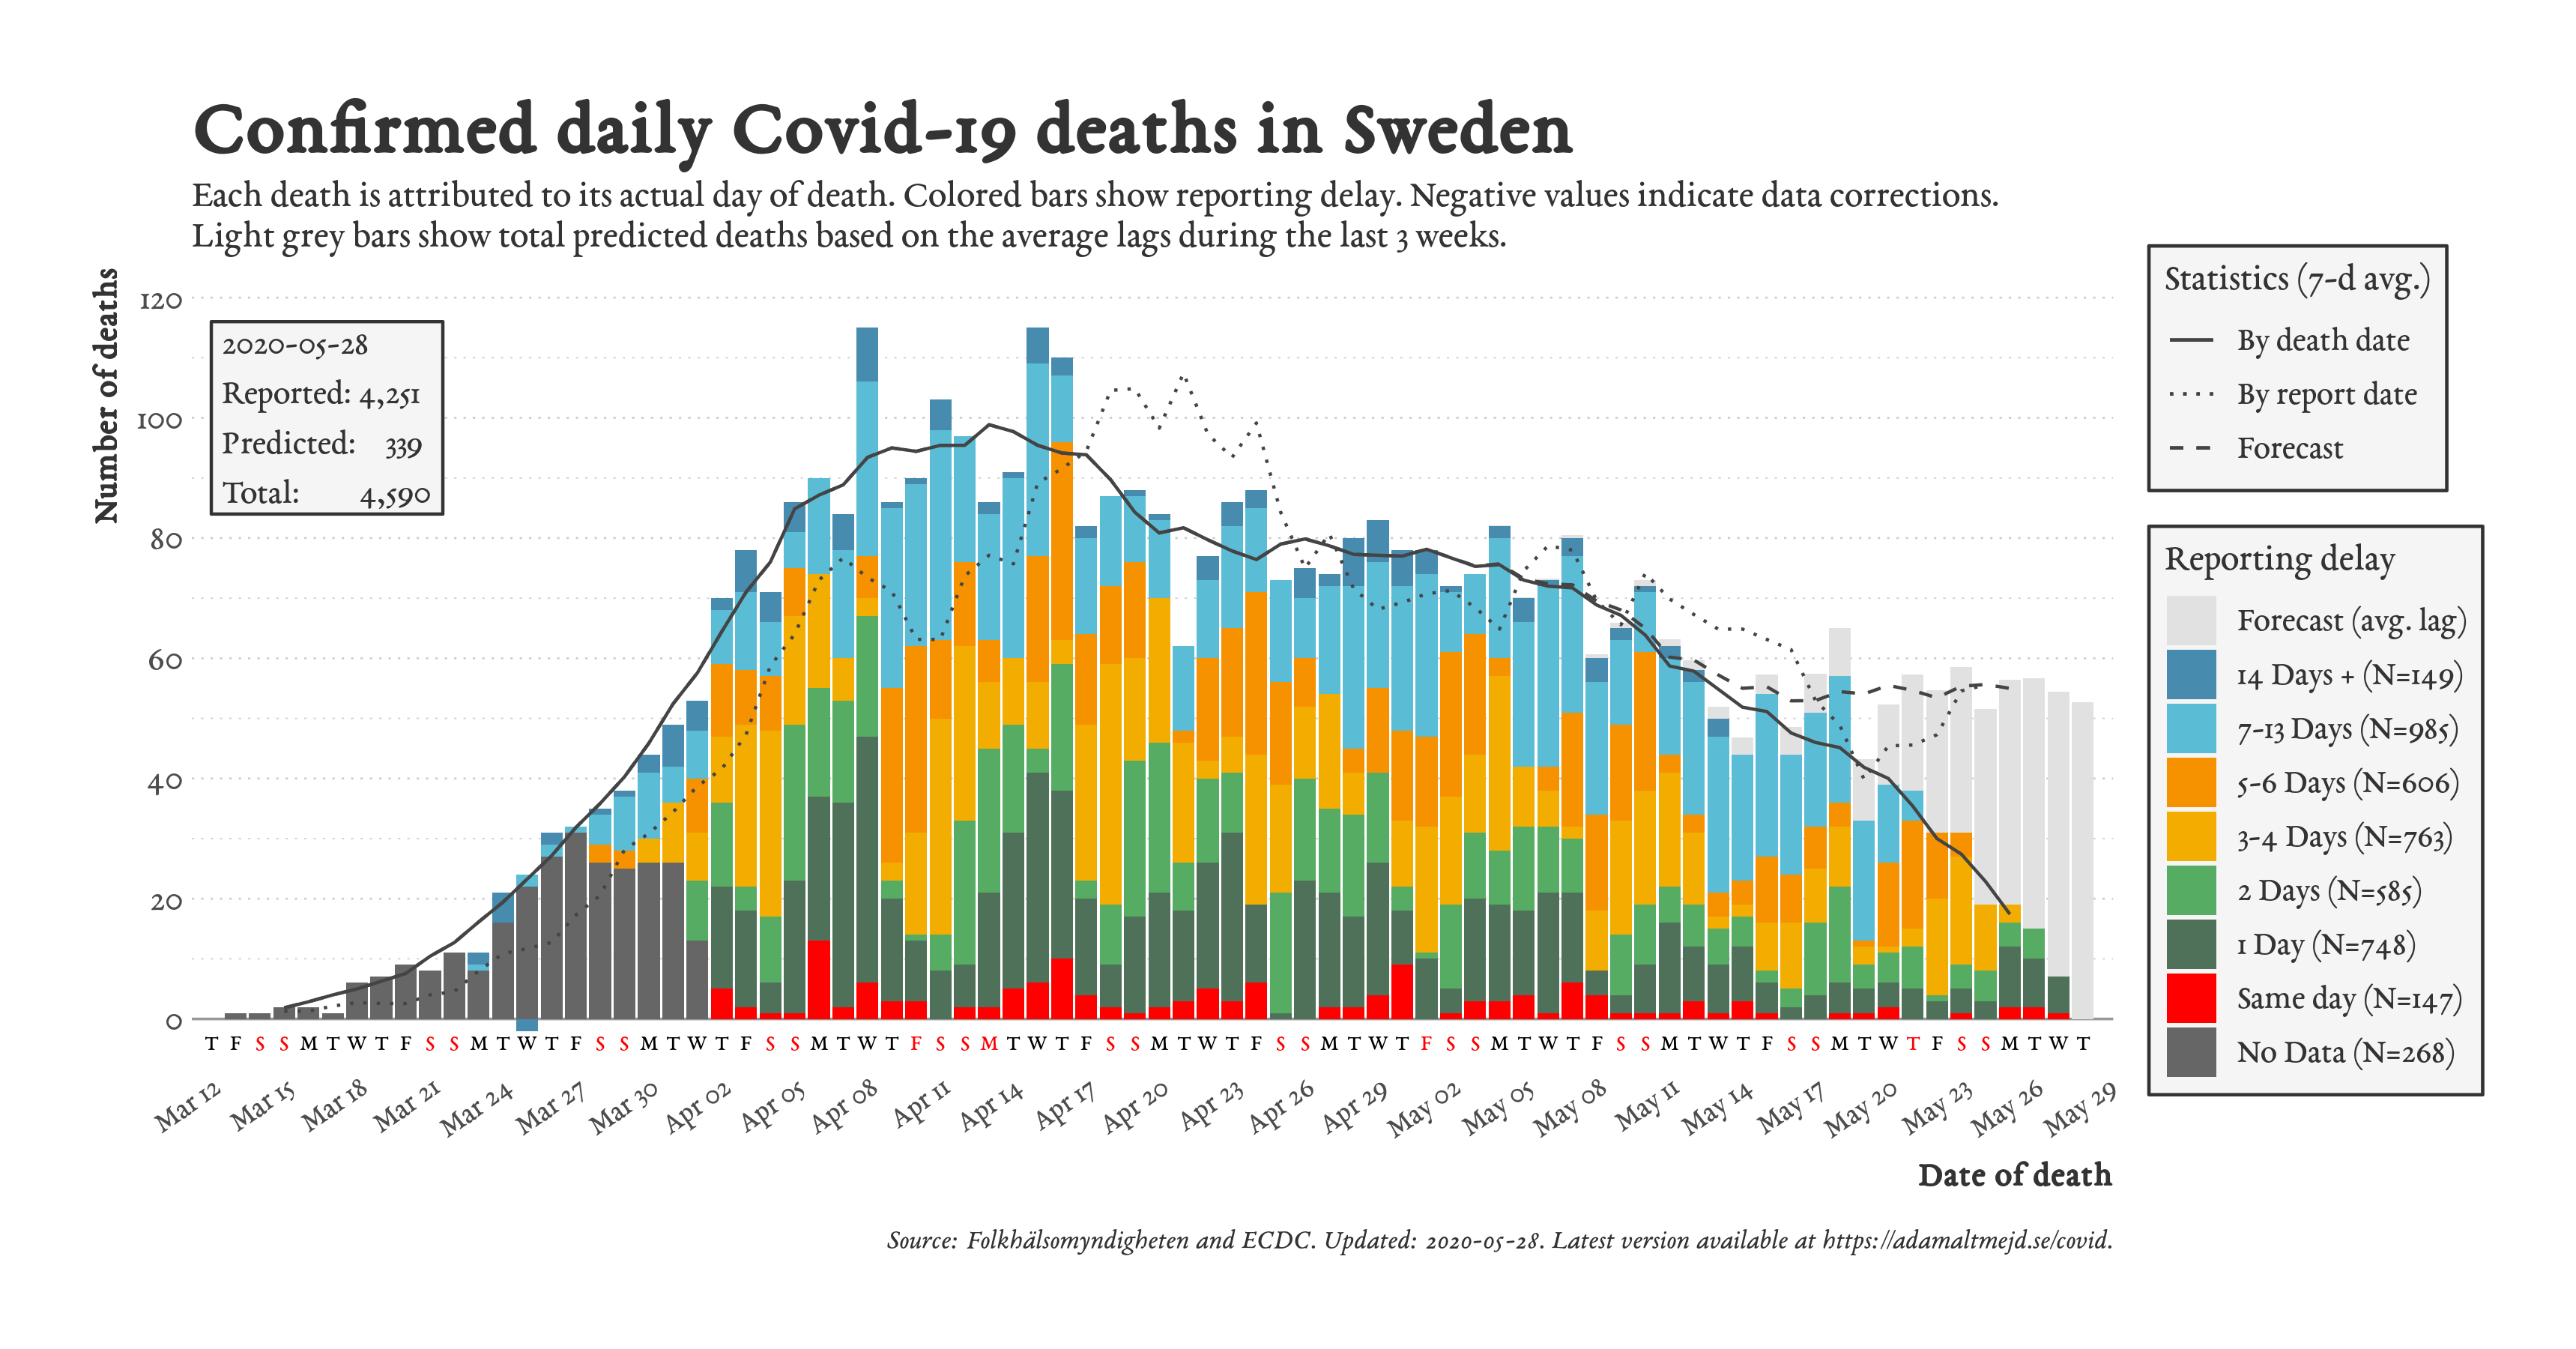 Confirmed daily Covid-19 deaths in Sweden
Each death is attributed to its actual day of death. Colored bars show reporting delay. Negative values indicate data corrections.
Light grey bars show total predicted deaths based on the average lags during the last 3 weeks.
Number of deaths
120
100
80
60
40
20
0
2020-05-28
Reported: 4,251
Predicted: 339
Total: 4,590
Statistics (7-d avg.)
By death date
By report date
Forecast
Reporting delay
Forecast (avg. lag)
14 Days + (N=149)
7-13 Days (N=985)
5-6 Days (N=606)
3-4 Days (N=763)
2 Days (N=585)
1 Day (N=748)
Same day (N=147)
No Data (N=268)
T F S S M T W T F S S M T W T F S S M T W T F S S M T W T F S S M T W T F S S M T W T F S S M T W T F S S M T W T F S S M T W T F S S M T W T F S S M T W T
Mar 12 Mar 15 Mar 18 Mar 21 Mar 24 Mar 27 Mar 30 Apr 02 Apr 05 Apr 08 Apr 11 Apr 14 Apr 17 Apr 20 Apr 23 Apr 26 Apr 29 May 02 May 05 May 08 May 11 May 14 May 17 May 20 May 23 May 26 May 29
Date of death
Source: Folkhälsomyndigheten and ECDC. Updated: 2020-05-28. Latest version available at https://adamaltmejd.se/covid.